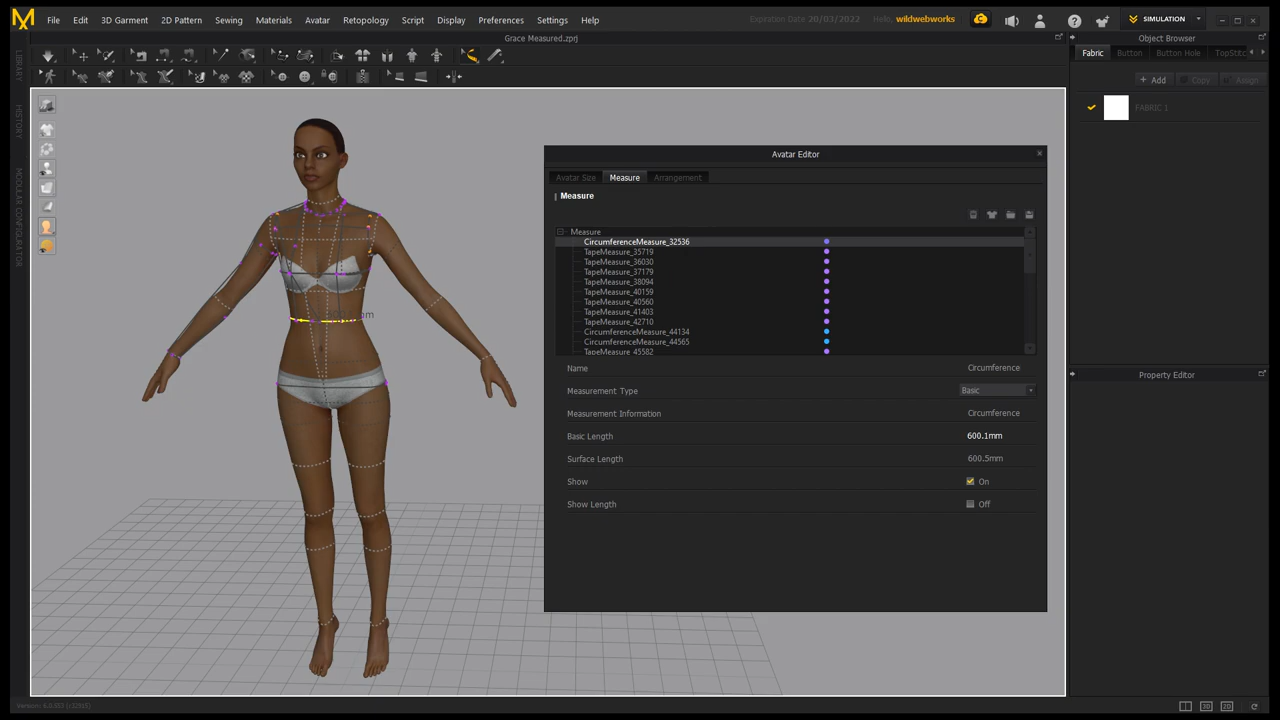 File Edit 3D Garment 2D Pattern Sewing Materials Avatar Retopology Script Display Preferences Settings Help
Expiration Date 20/03/2022 Hello, wildwebworks SIMULATION
Grace Measured.zprj
Object Browser
LIBRARY
HISTORY
MODULAR CONFIGURATOR
Fabric Button Button Hole TopStitc
+ Add Copy Assign
FABRIC 1
Avatar Editor
Avatar Size Measure Arrangement
Measure
Measure
CircumferenceMeasure_32536
TapeMeasure_35719
TapeMeasure_36030
TapeMeasure_37179
TapeMeasure_38094
TapeMeasure_40159
TapeMeasure_40560
TapeMeasure_41403
TapeMeasure_42710
CircumferenceMeasure_44134
CircumferenceMeasure_44565
TapeMeasure_45582
Name Circumference
Measurement Type Basic
Measurement Information Circumference
Basic Length 600.1mm
Surface Length 600.5mm
Show On
Show Length Off
Property Editor
3D 2D